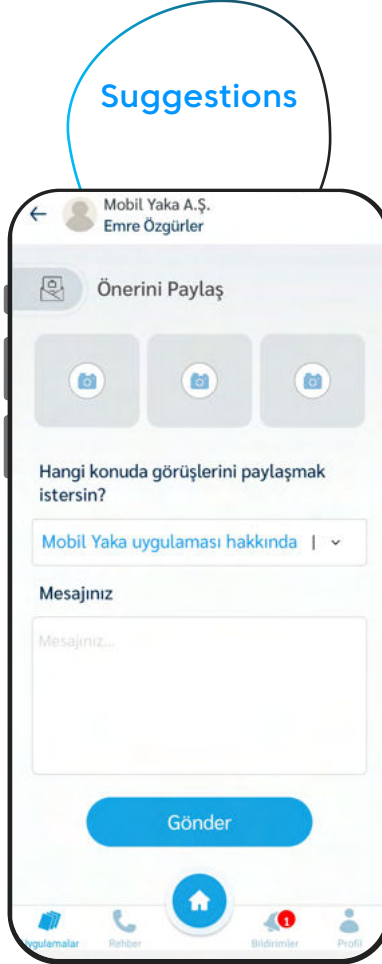 Suggestions
Mobil Yaka A.Ş.
Emre Özgürler
Önerini Paylaş
Hangi konuda görüşlerini paylaşmak
istersin?
Mobil Yaka uygulaması hakkında
Mesajınız
Mesajınız...
Gönder
1
ygulamalar
Rehber
Bildirimler
Profil